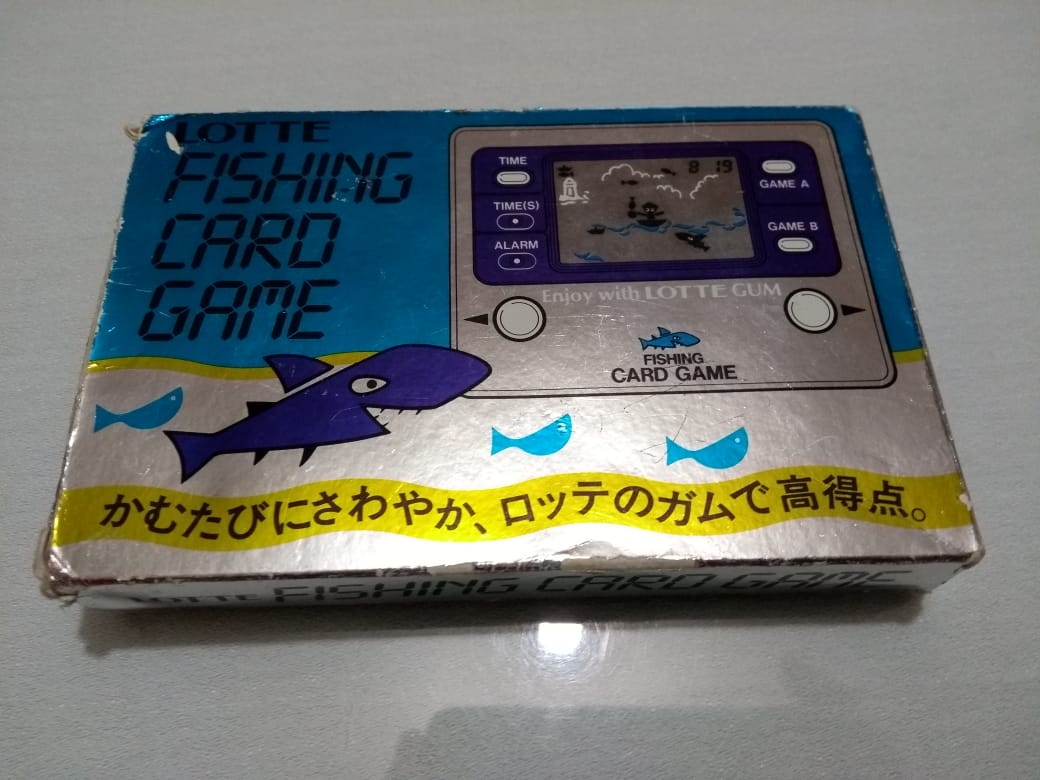 LOTTE
FISHING
CARD
GAME
TIME
TIME(S)
ALARM
8 19
GAME A
GAME B
Enjoy with LOTTE GUM
FISHING
CARD GAME
かむたびにさわやか、ロッテのガムで高得点。
LOTTE FISHING CARD GAME